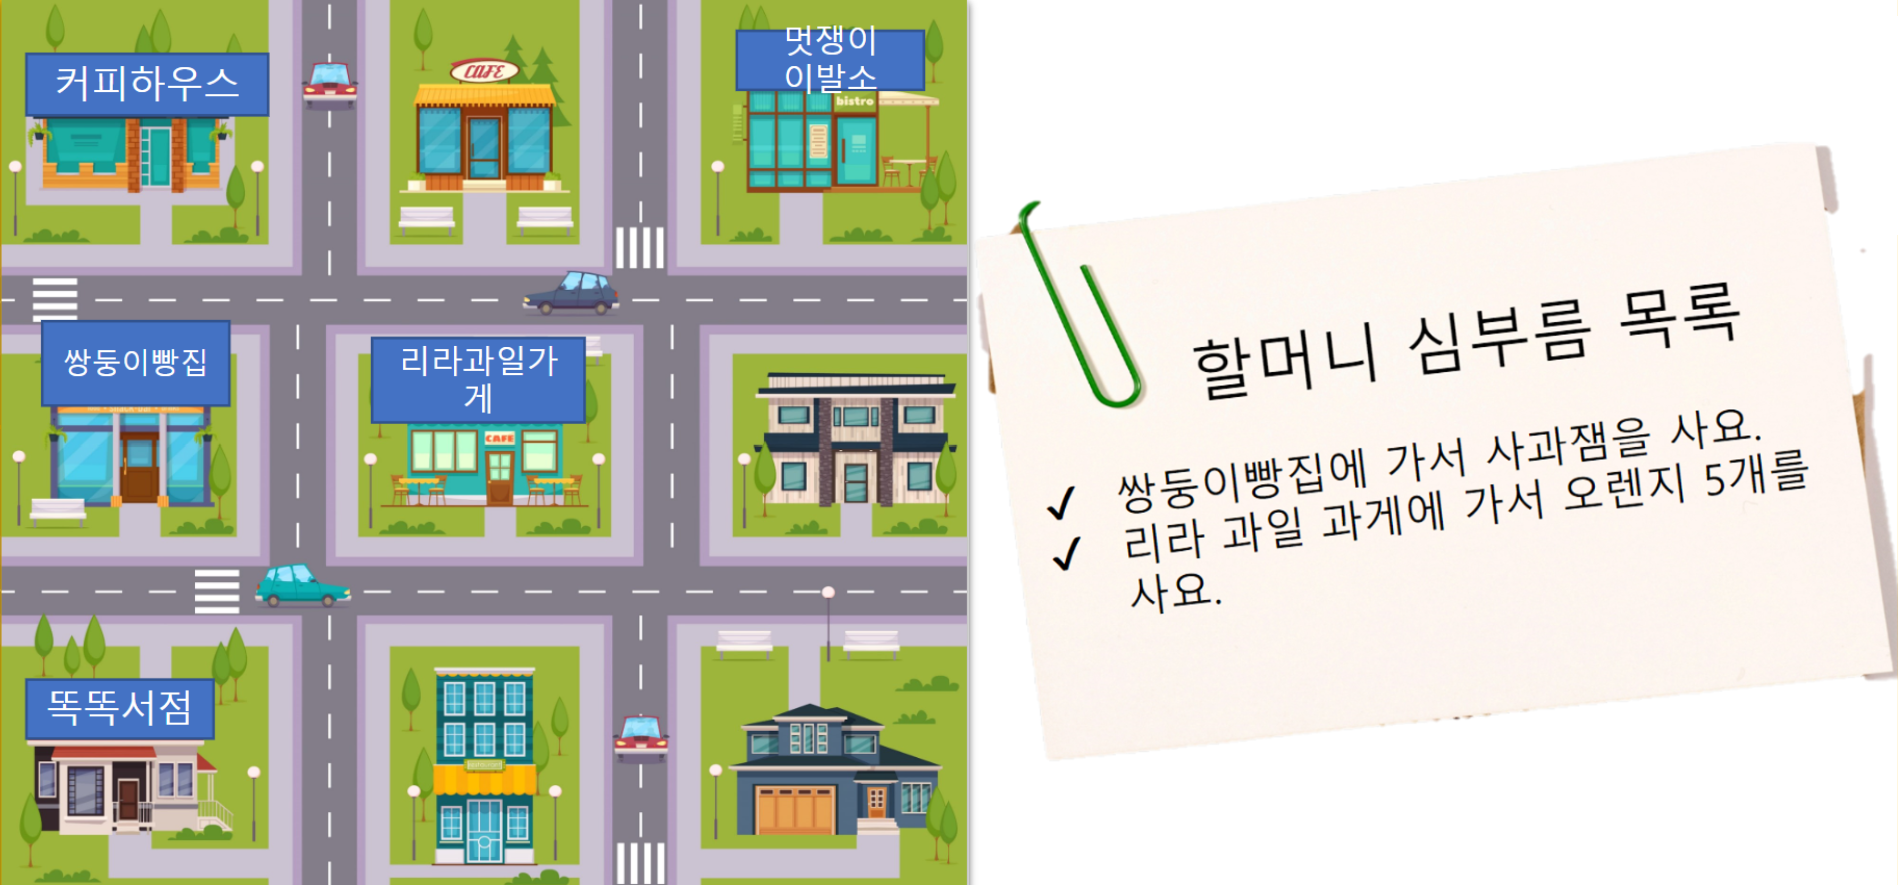 커피하우스
CAFE
멋쟁이
이발소
bistro
쌍둥이빵집
리라과일가
게
CAFE
똑똑서점
할머니 심부름 목록
✓ 쌍둥이빵집에 가서 사과잼을 사요.
✓ 리라 과일 과게에 가서 오렌지 5개를
사요.